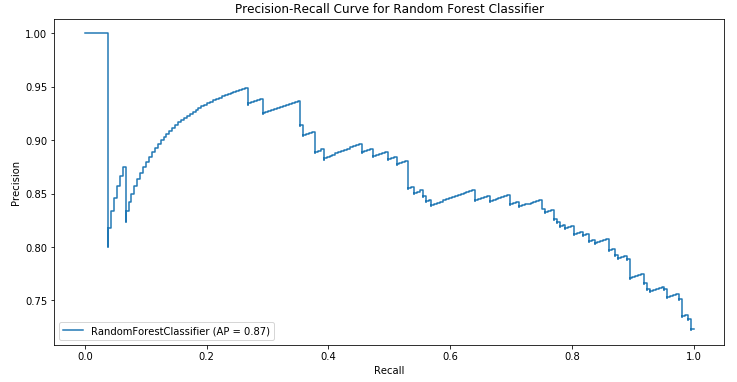 Precision-Recall Curve for Random Forest Classifier
1.00
0.95
0.90
0.85
0.80
0.75
Precision
RandomForestClassifier (AP = 0.87)
0.0 0.2 0.4 0.6 0.8 1.0
Recall